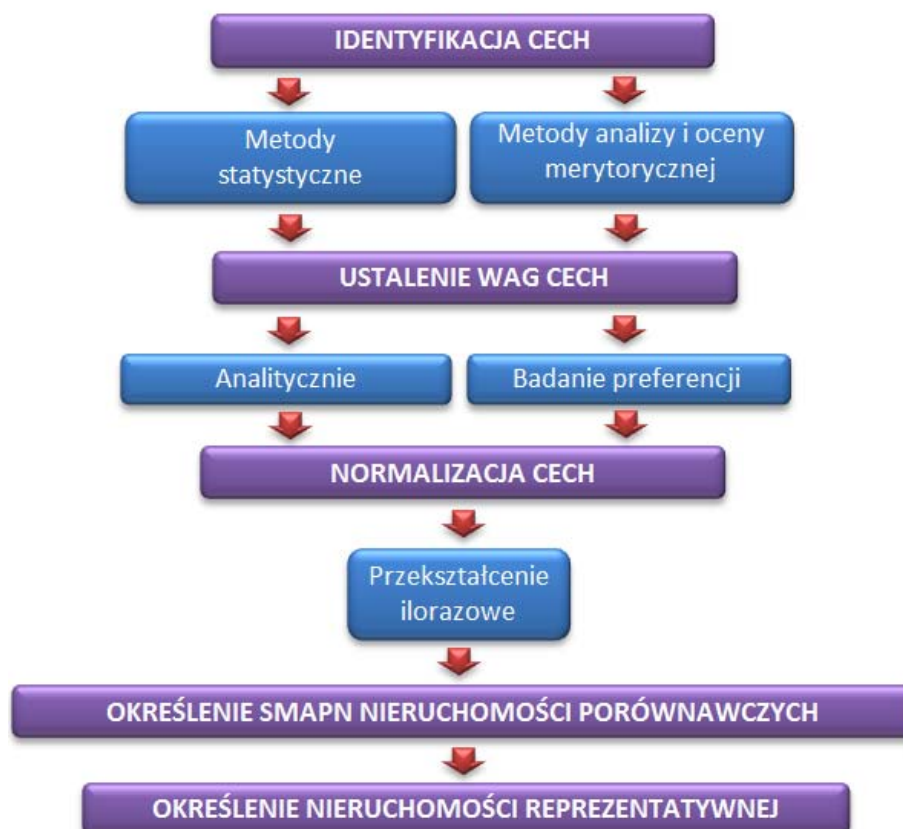 IDENTYFIKACJA CECH
Metody
statystyczne
Metody analizy i oceny
merytorycznej
USTALENIE WAG CECH
Analitycznie
Badanie preferencji
NORMALIZACJA CECH
Przekształcenie
ilorazowe
OKREŚLENIE SMAPN NIERUCHOMOŚCI PORÓWNAWCZYCH
OKREŚLENIE NIERUCHOMOŚCI REPREZENTATYWNEJ